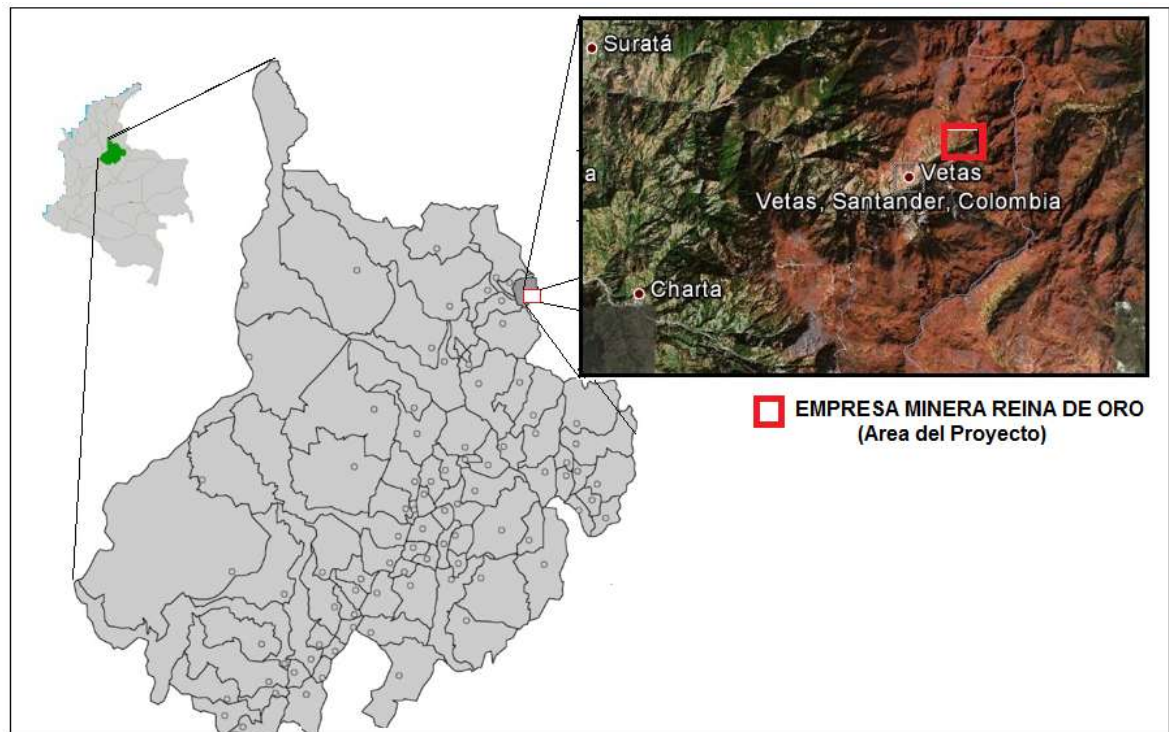 Suratá
a
Vetas
Vetas, Santander, Colombia
Charta
EMPRESA MINERA REINA DE ORO
(Area del Proyecto)